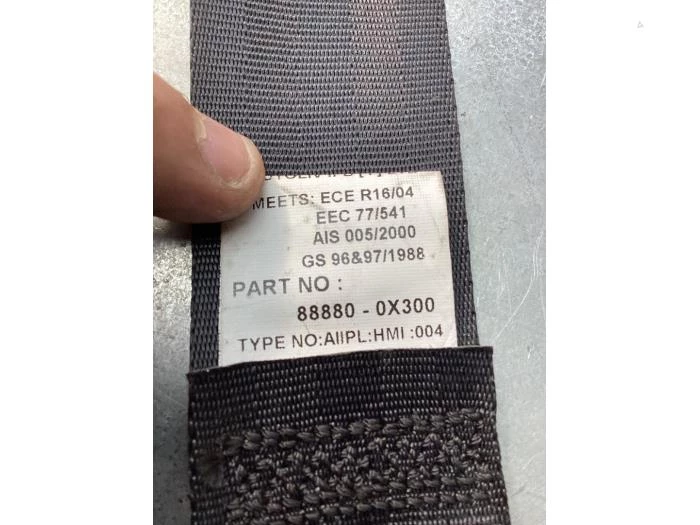 MEETS: ECE R16/04
EEC 77/541
AIS 005/2000
GS 96&97/1988
PART NO :
88880 - 0X300
TYPE NO:AIIPL:HMI :004